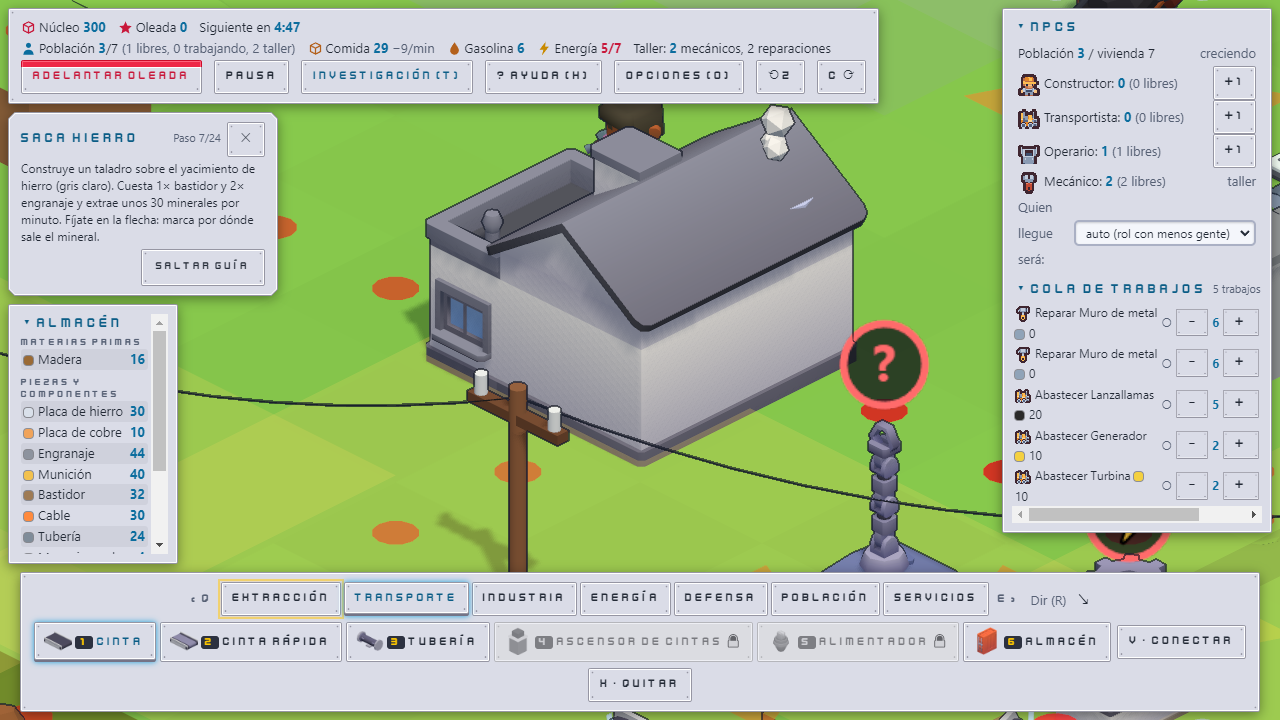 Núcleo 300 Oleada 0 Siguiente en 4:47
Población 3/7 (1 libres, 0 trabajando, 2 taller) Comida 29 −9/min Gasolina 6 Energía 5/7 Taller: 2 mecánicos, 2 reparaciones
ADELANTAR OLEADA PAUSA INVESTIGACIÓN (T) ? AYUDA (H) OPCIONES (O) ⟲2 C ⟳
SACA HIERRO Paso 7/24 ×
Construye un taladro sobre el yacimiento de
hierro (gris claro). Cuesta 1× bastidor y 2×
engranaje y extrae unos 30 minerales por
minuto. Fíjate en la flecha: marca por dónde
sale el mineral.
SALTAR GUÍA
ALMACÉN
MATERIAS PRIMAS
Madera 16
PIEZAS Y
COMPONENTES
Placa de hierro 30
Placa de cobre 10
Engranaje 44
Munición 40
Bastidor 32
Cable 30
Tubería 24
?
NPCS
Población 3 / vivienda 7 creciendo
Constructor: 0 (0 libres) +1
Transportista: 0 (0 libres) +1
Operario: 1 (1 libres) +1
Mecánico: 2 (2 libres) taller
Quien
llegue auto (rol con menos gente)
será:
COLA DE TRABAJOS 5 trabajos
Reparar Muro de metal
0 − 6 +
Reparar Muro de metal
0 − 6 +
Abastecer Lanzallamas
20 − 5 +
Abastecer Generador
10 − 2 +
Abastecer Turbina
10 − 2 +
‹ Q EXTRACCIÓN TRANSPORTE INDUSTRIA ENERGÍA DEFENSA POBLACIÓN SERVICIOS E › Dir (R) ↘
1 CINTA 2 CINTA RÁPIDA 3 TUBERÍA 4 ASCENSOR DE CINTAS 5 ALIMENTADOR 6 ALMACÉN V · CONECTAR
X · QUITAR